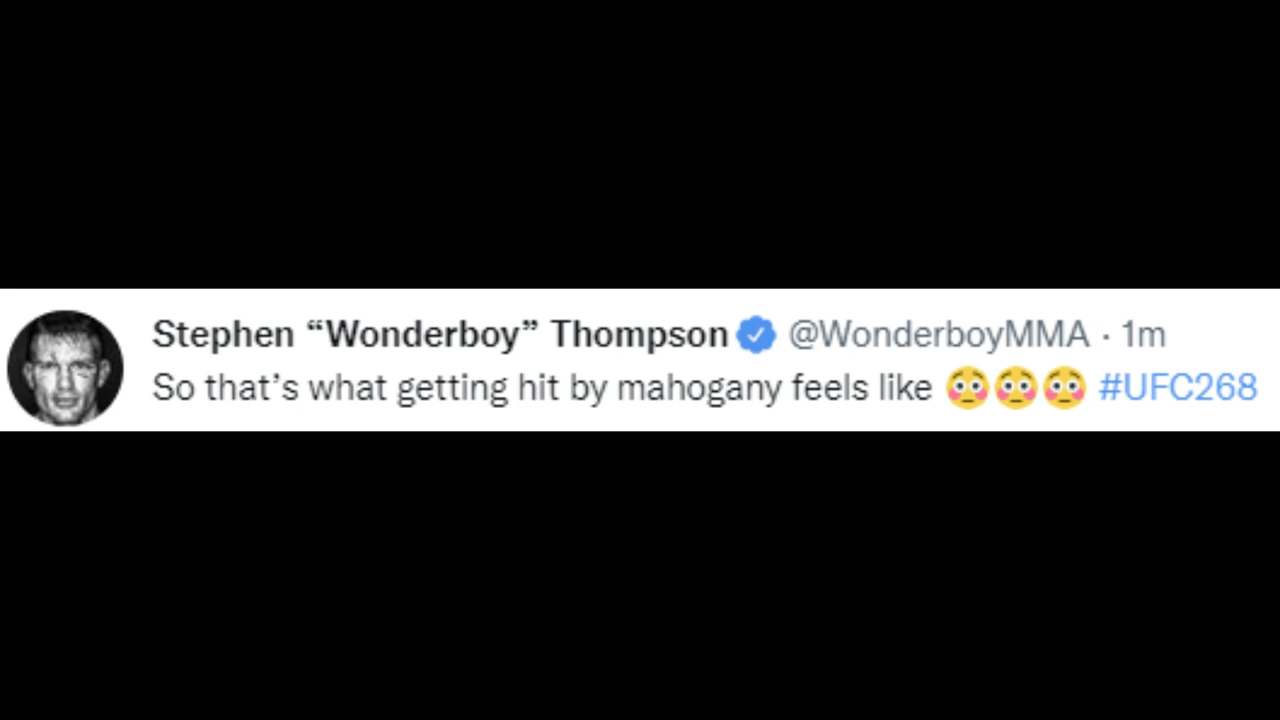 Stephen “Wonderboy” Thompson @WonderboyMMA · 1m
So that’s what getting hit by mahogany feels like 😳😳😳 #UFC268